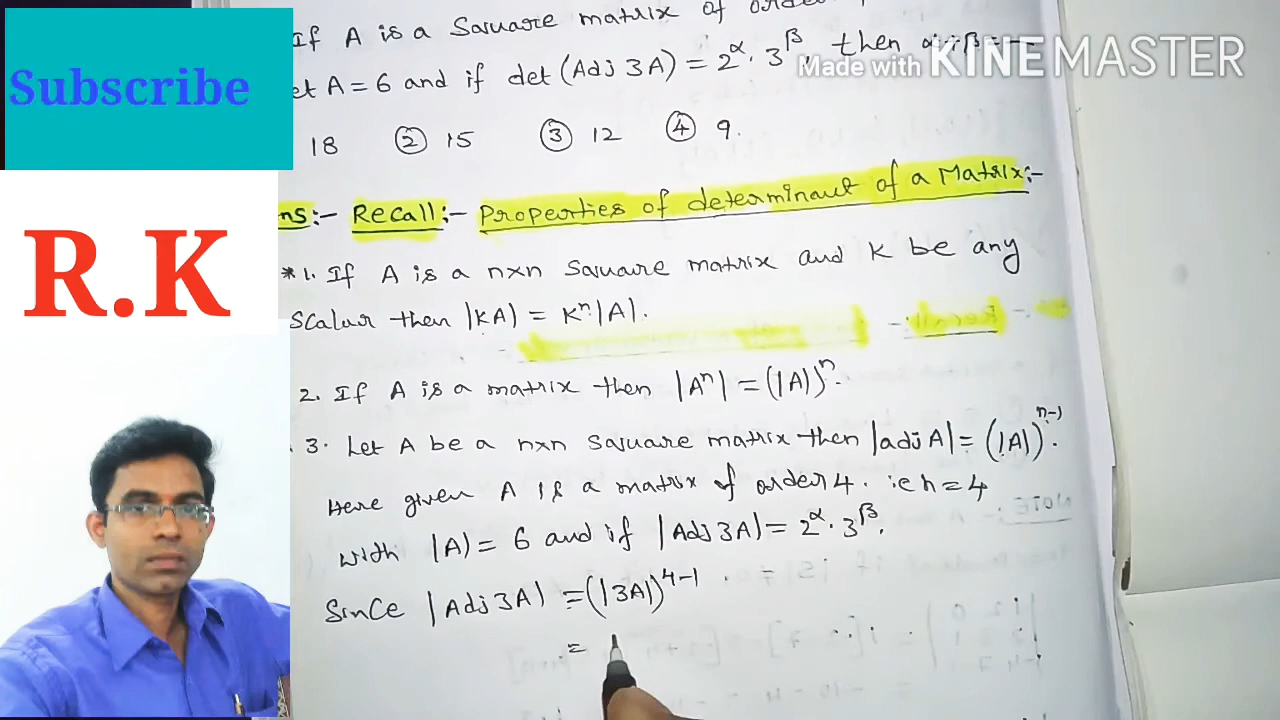 If A is a Square matrix of order
et A = 6 and if det (Adj 3A) = 2^α . 3^β, then α+β = —
18 ② 15 ③ 12 ④ 9.
ns:- Recall:- Properties of determinant of a Matrix:-
*1. If A is a n×n Square matrix and K be any
Scalar then |KA| = K^n |A|.
2. If A is a matrix then |A^n| = (|A|)^n.
3. Let A be a n×n Square matrix then |adj A| = (|A|)^n-1.
Here given A is a matrix of order 4. i.e n = 4
with |A| = 6 and if |Adj 3A| = 2^α . 3^β.
Since |Adj 3A| = (|3A|)^4-1
=
Subscribe
R.K
Made with KINEMASTER